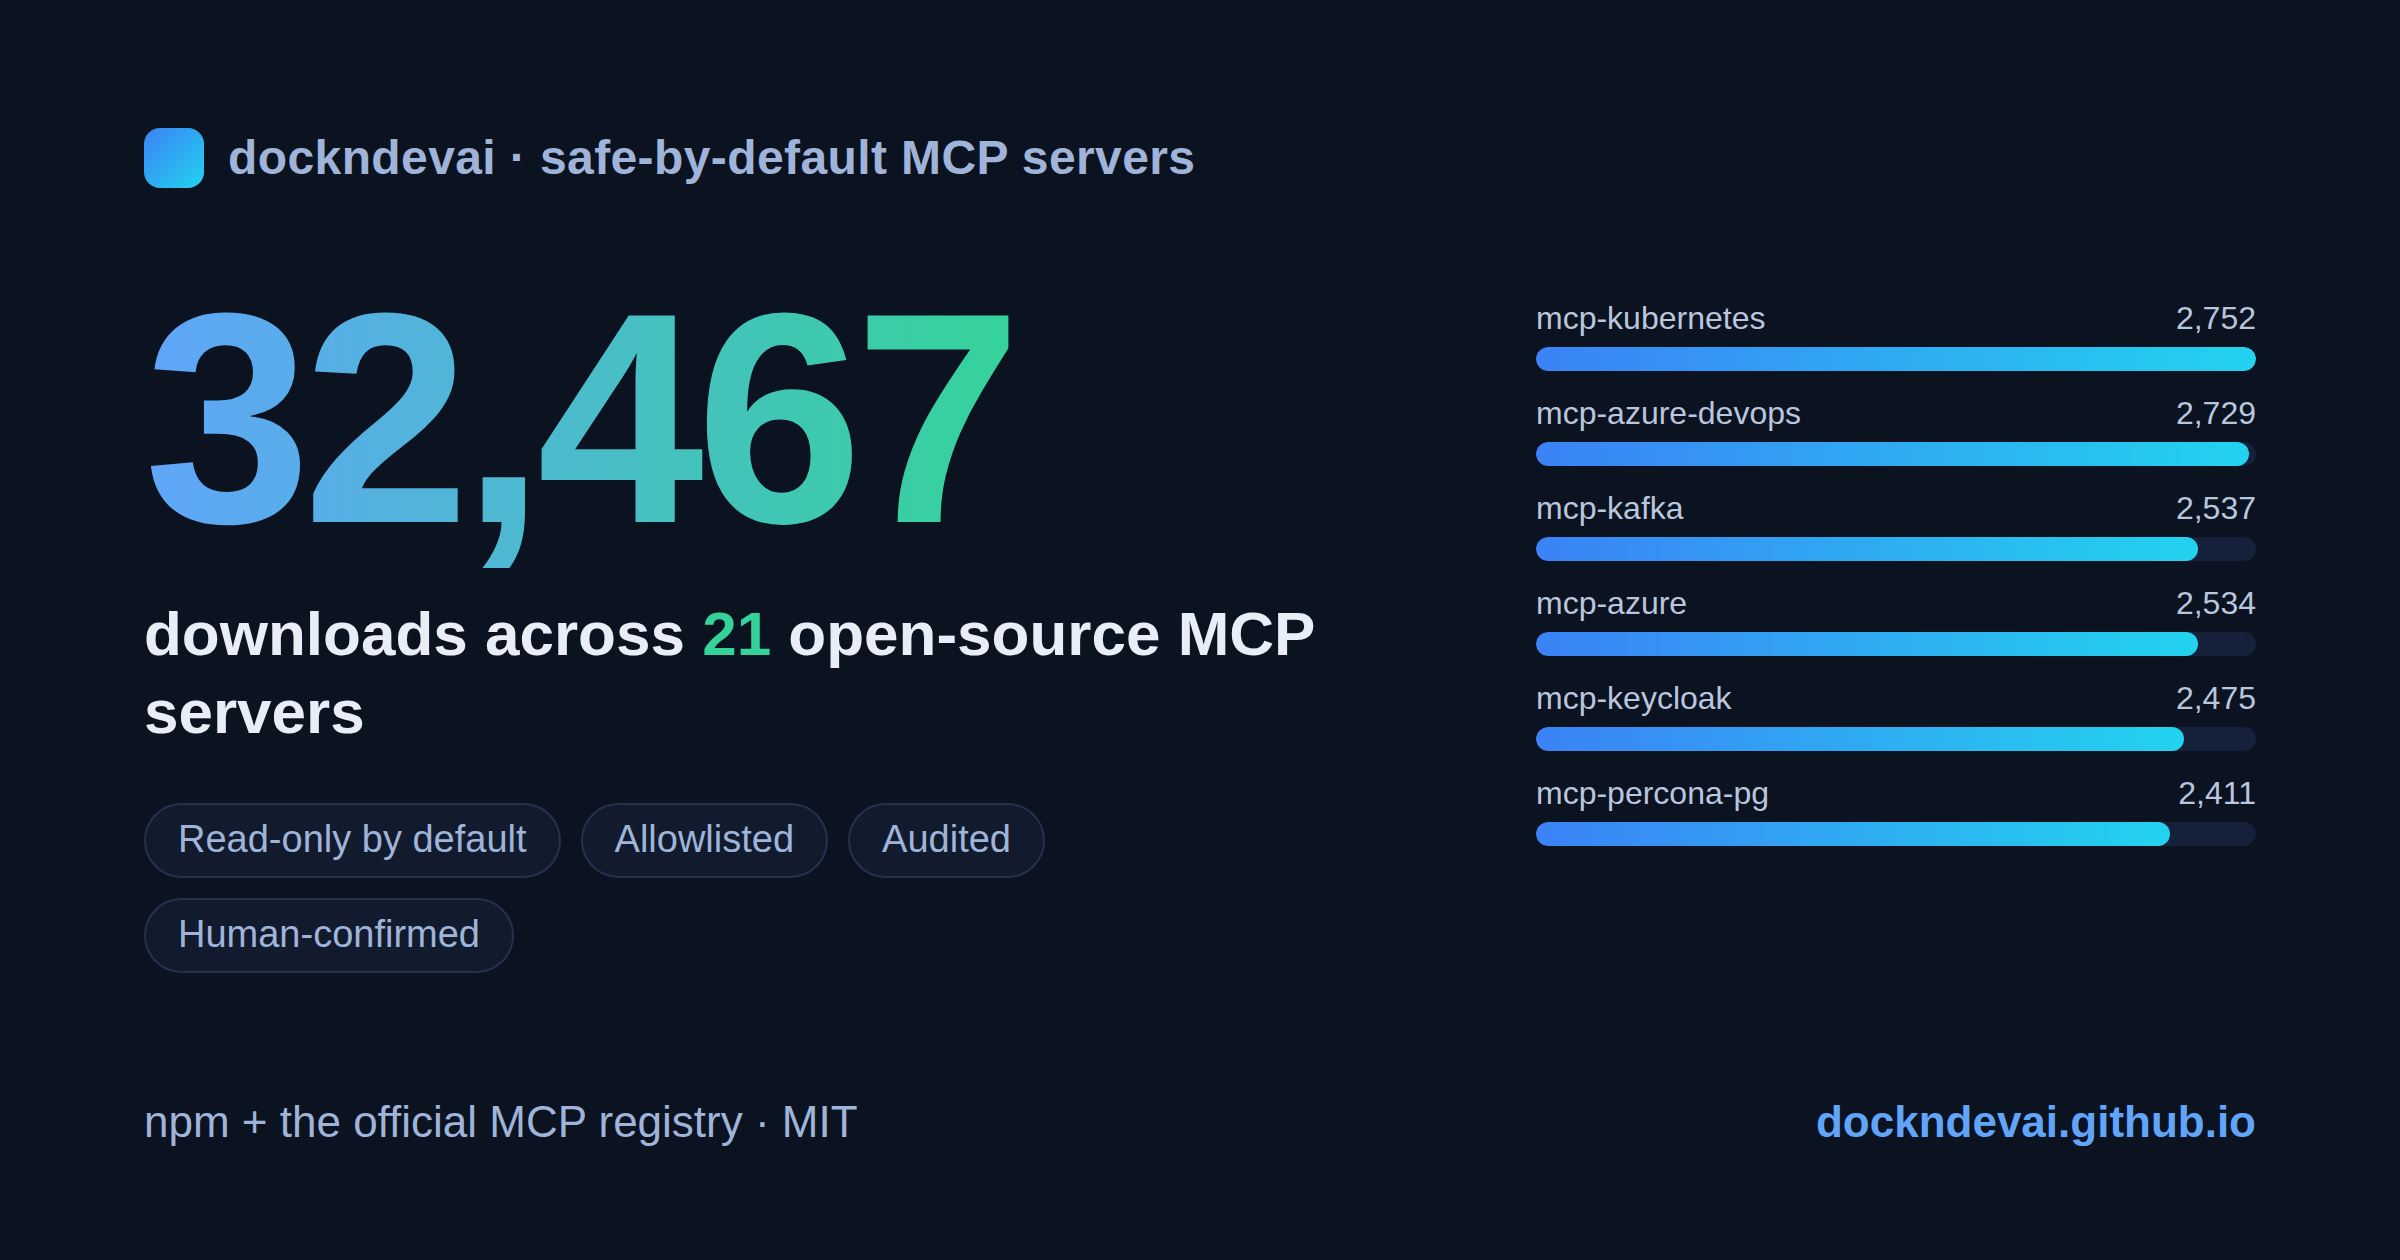 dockndevai · safe-by-default MCP servers
32,467
downloads across 21 open-source MCP
servers
Read-only by default
Allowlisted
Audited
Human-confirmed
mcp-kubernetes 2,752
mcp-azure-devops 2,729
mcp-kafka 2,537
mcp-azure 2,534
mcp-keycloak 2,475
mcp-percona-pg 2,411
npm + the official MCP registry · MIT
dockndevai.github.io